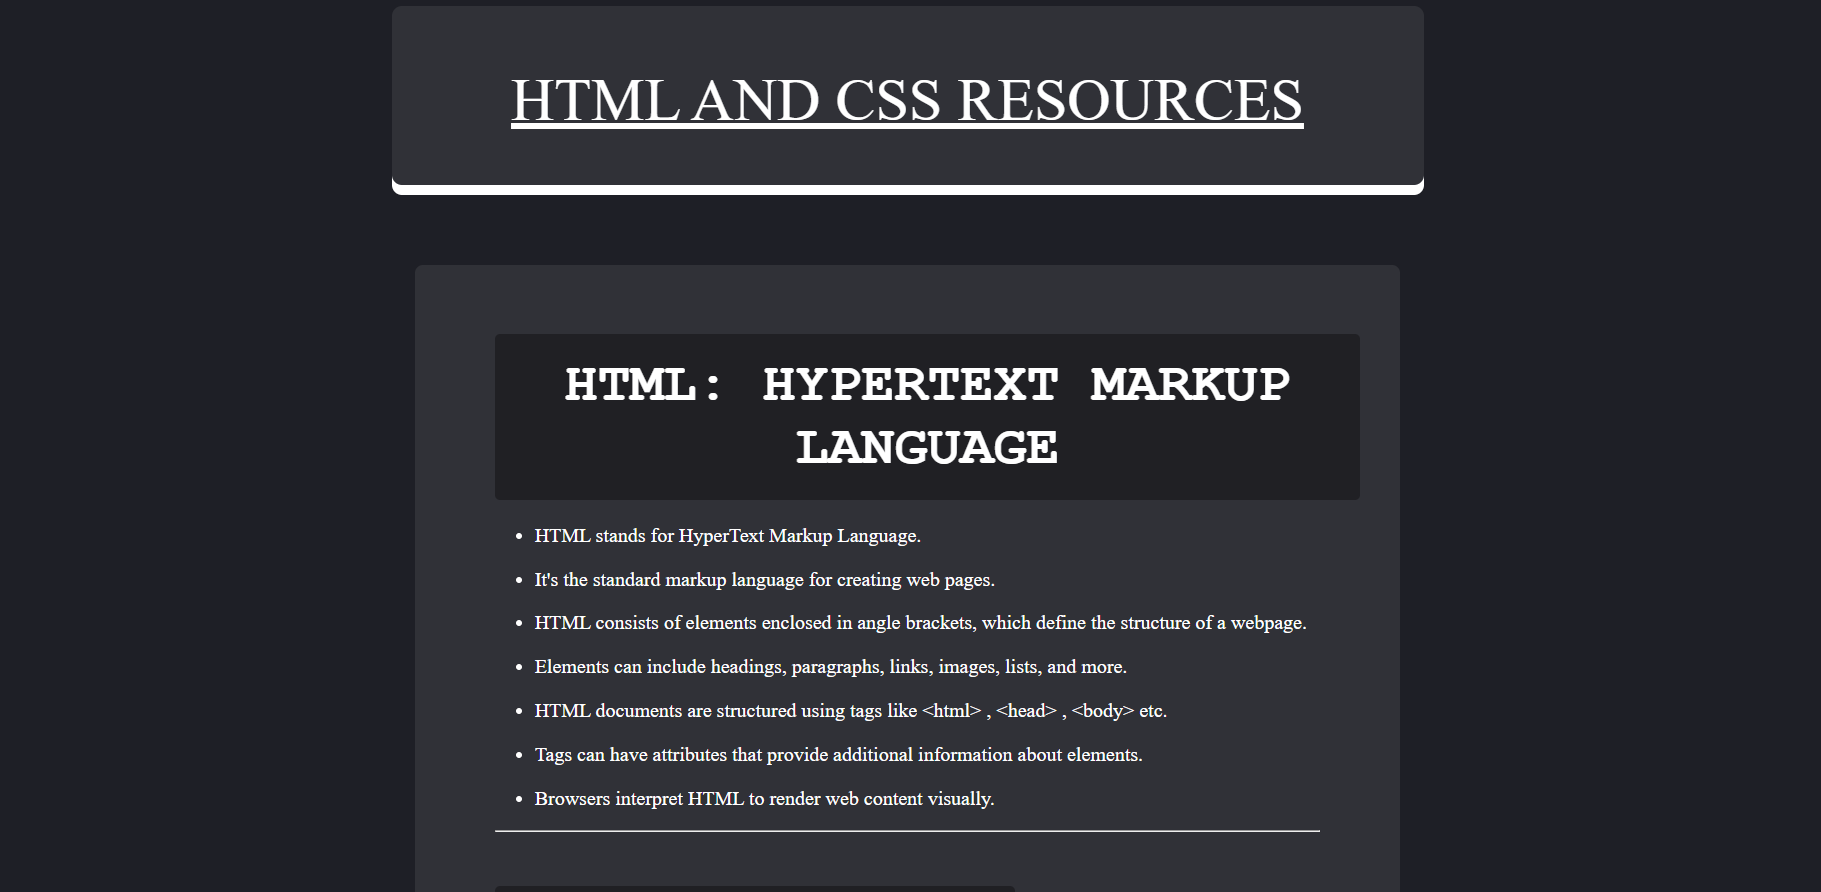 HTML AND CSS RESOURCES
HTML: HYPERTEXT MARKUP
LANGUAGE
• HTML stands for HyperText Markup Language.
• It's the standard markup language for creating web pages.
• HTML consists of elements enclosed in angle brackets, which define the structure of a webpage.
• Elements can include headings, paragraphs, links, images, lists, and more.
• HTML documents are structured using tags like <html> , <head> , <body> etc.
• Tags can have attributes that provide additional information about elements.
• Browsers interpret HTML to render web content visually.